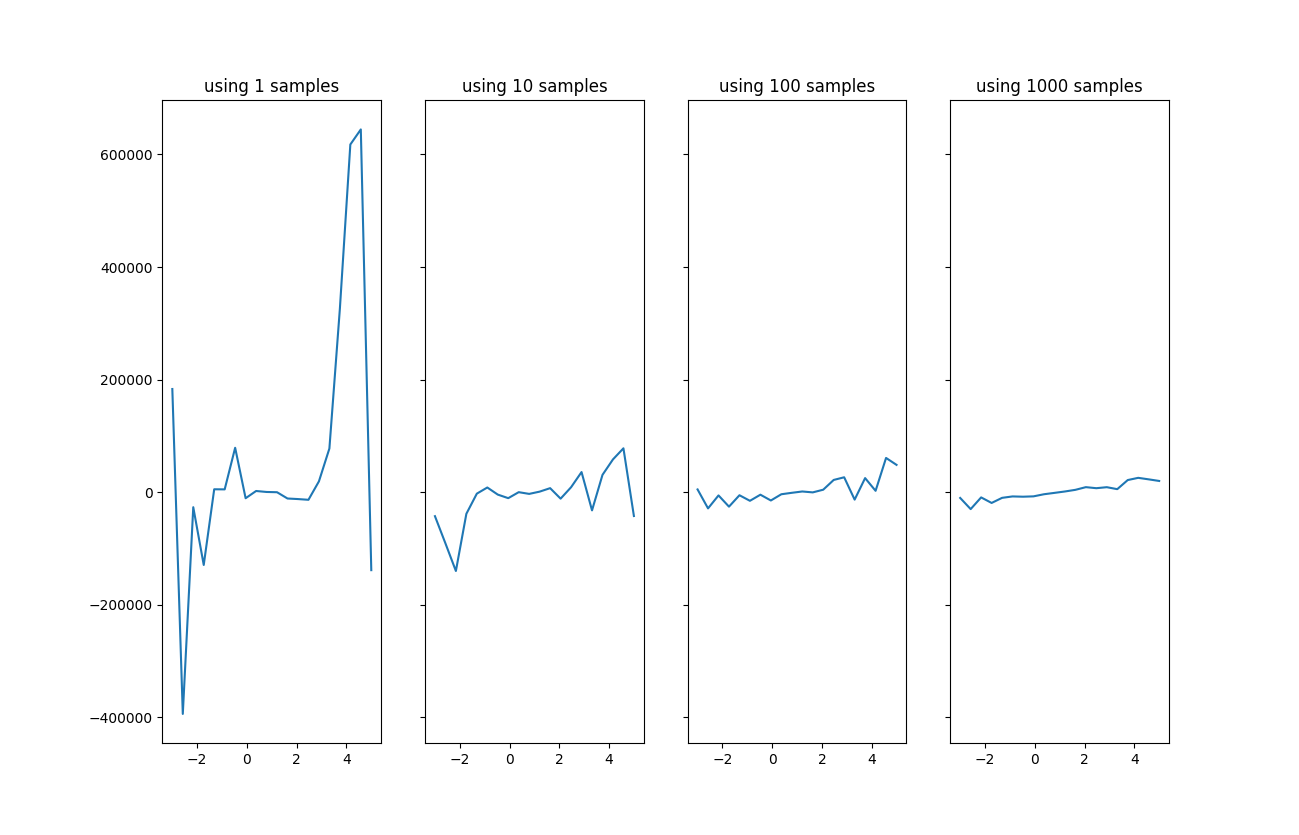 using 1 samples
using 10 samples
using 100 samples
using 1000 samples
600000
400000
200000
0
−200000
−400000
−2 0 2 4
−2 0 2 4
−2 0 2 4
−2 0 2 4